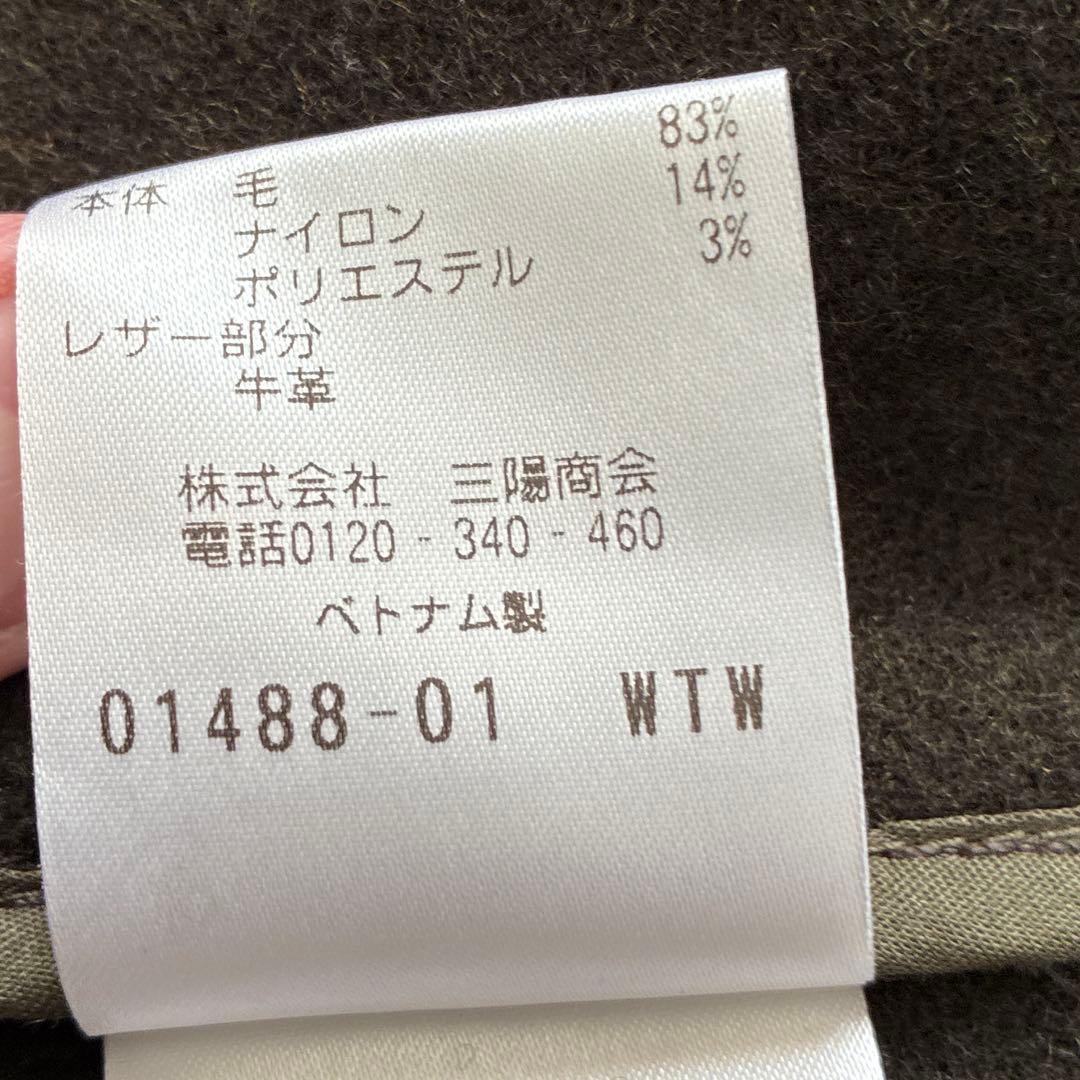 本体 毛 83%
ナイロン 14%
ポリエステル 3%
レザー部分
牛革
株式会社 三陽商会
電話0120-340-460
ベトナム製
01488-01 WTW